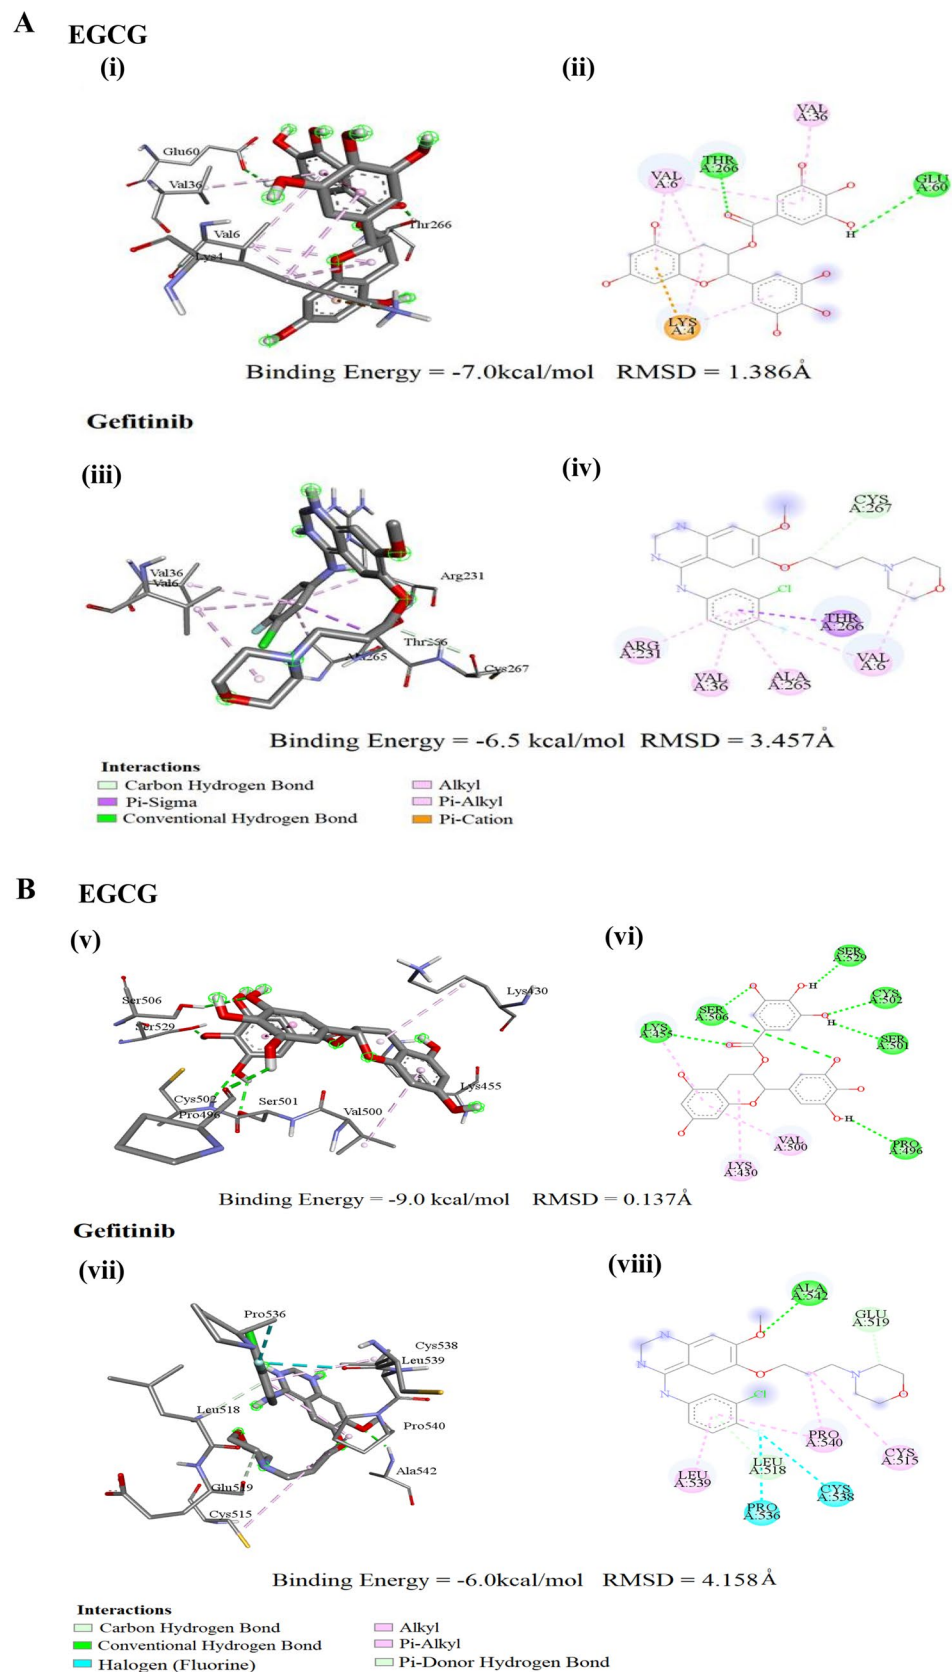 A
EGCG
(i)
(ii)
Glu60
Val36
Val6
Lys4
Thr266
VAL
A:36
THR
A:266
VAL
A:6
GLU
A:60
H
O
O
O
O
O
O
O
O
O
O
O
LYS
A:4
Binding Energy = -7.0kcal/mol RMSD = 1.386Å
Gefitinib
(iii)
(iv)
Val36
Val6
Arg231
Thr266
Ala265
Cys267
CYS
A:267
N
N
N
N
O
O
O
Cl
THR
A:266
ARG
A:231
VAL
A:36
ALA
A:265
VAL
A:6
Binding Energy = -6.5 kcal/mol RMSD = 3.457Å
Interactions
Carbon Hydrogen Bond
Pi-Sigma
Conventional Hydrogen Bond
Alkyl
Pi-Alkyl
Pi-Cation
B
EGCG
(v)
(vi)
Ser506
Ser529
Lys430
Lys455
Cys502
Pro496
Ser501
Val500
SER
A:529
CYS
A:502
SER
A:506
LYS
A:455
SER
A:501
H
H
H
O
O
O
O
O
O
O
O
O
O
O
VAL
A:500
LYS
A:430
PRO
A:496
Binding Energy = -9.0 kcal/mol RMSD = 0.137Å
Gefitinib
(vii)
(viii)
Pro536
Cys538
Leu539
Leu518
Pro540
Ala542
Glu519
Cys515
ALA
A:542
GLU
A:519
N
N
N
N
O
O
O
Cl
PRO
A:540
CYS
A:515
LEU
A:539
LEU
A:518
PRO
A:536
CYS
A:538
Binding Energy = -6.0kcal/mol RMSD = 4.158Å
Interactions
Carbon Hydrogen Bond
Conventional Hydrogen Bond
Halogen (Fluorine)
Alkyl
Pi-Alkyl
Pi-Donor Hydrogen Bond